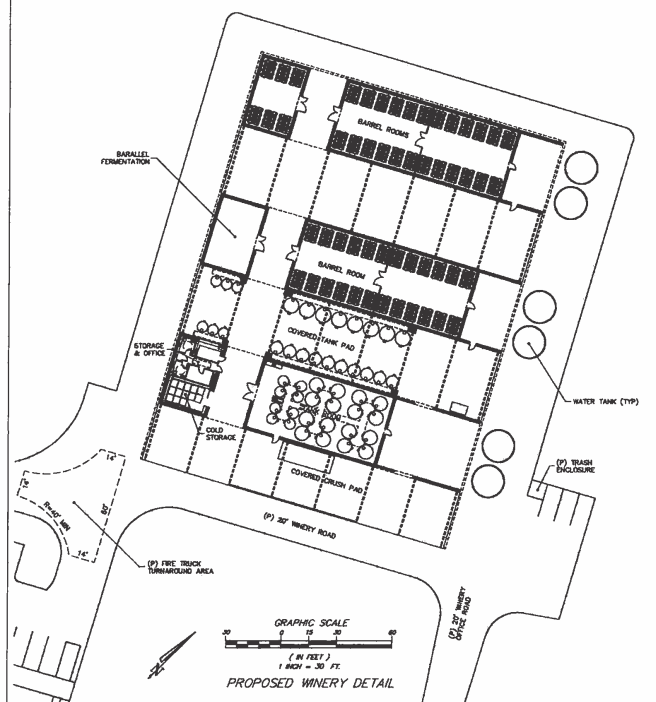 BARREL ROOMS
BARALLEL
FERMENTATION
BARREL ROOM
COVERED TANK PAD
STORAGE
& OFFICE
WATER TANK (TYP)
COLD
STORAGE
(P) TRASH
ENCLOSURE
COVERED CRUSH PAD
14'
14'
60'
R=40' MIN
14'
(P) 20' WINERY ROAD
(P) FIRE TRUCK
TURNAROUND AREA
(P) 20' WINERY
OFFICE ROAD
GRAPHIC SCALE
30 0 15 30 60
( IN FEET )
1 INCH = 30 FT.
PROPOSED WINERY DETAIL